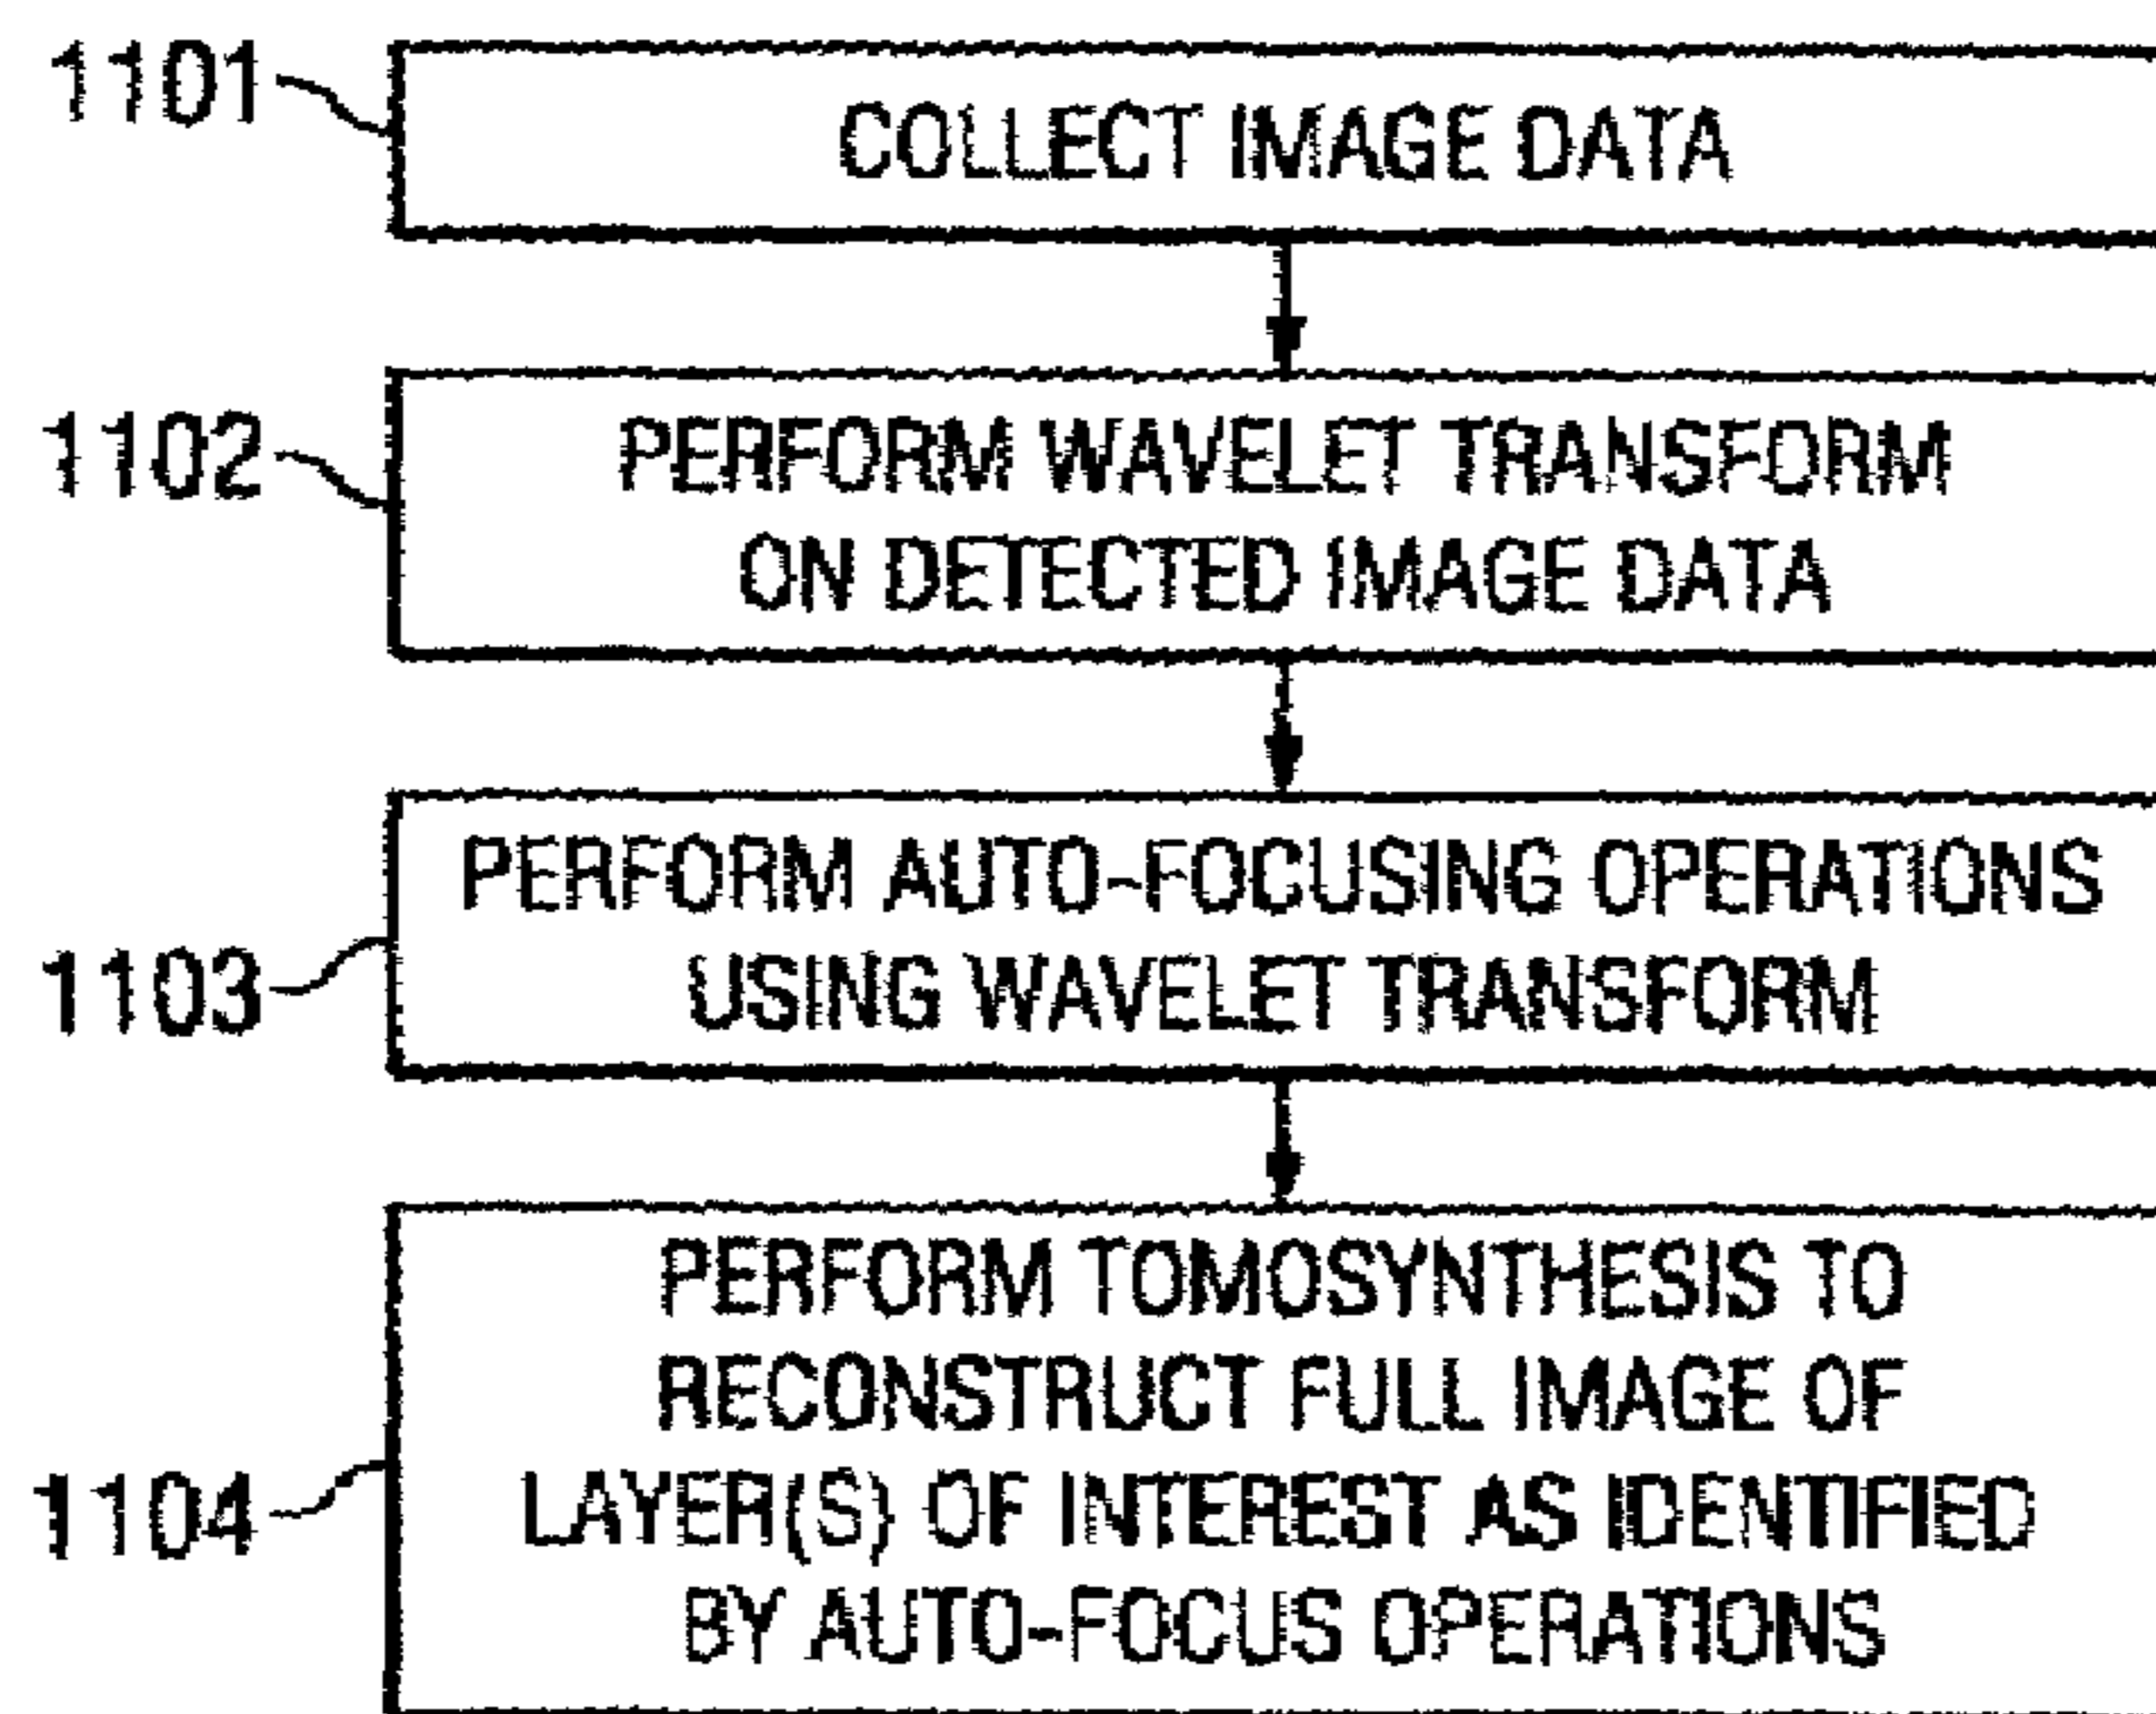 1101
COLLECT IMAGE DATA
1102
PERFORM WAVELET TRANSFORM
ON DETECTED IMAGE DATA
1103
PERFORM AUTO-FOCUSING OPERATIONS
USING WAVELET TRANSFORM
1104
PERFORM TOMOSYNTHESIS TO
RECONSTRUCT FULL IMAGE OF
LAYER(S) OF INTEREST AS IDENTIFIED
BY AUTO-FOCUS OPERATIONS